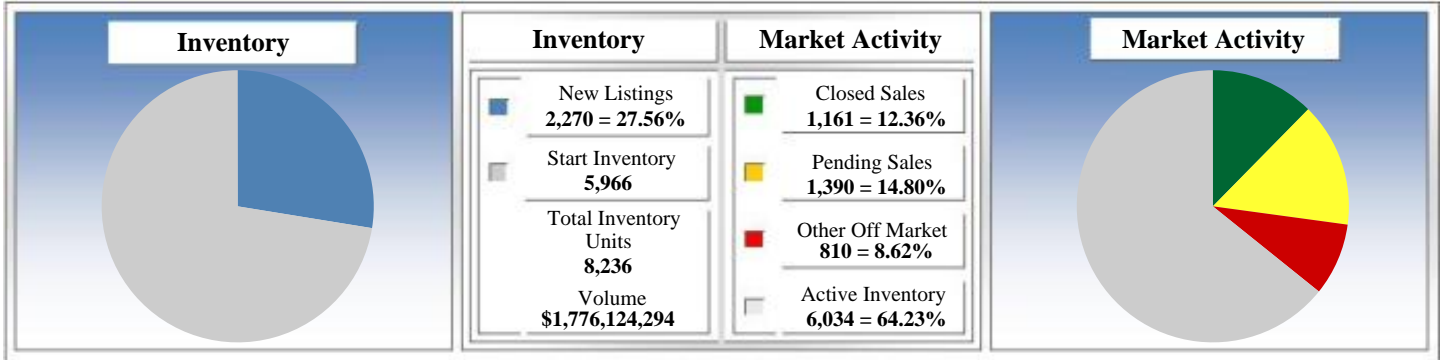 Inventory
Inventory
Market Activity
New Listings
2,270 = 27.56%
Start Inventory
5,966
Total Inventory
Units
8,236
Volume
$1,776,124,294
Closed Sales
1,161 = 12.36%
Pending Sales
1,390 = 14.80%
Other Off Market
810 = 8.62%
Active Inventory
6,034 = 64.23%
Market Activity